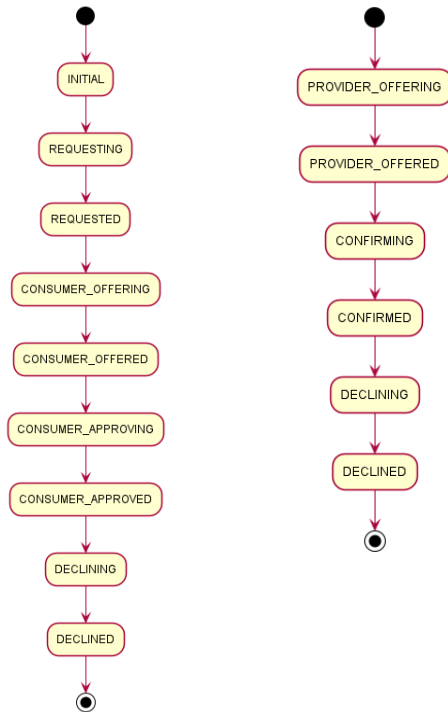 INITIAL
REQUESTING
REQUESTED
CONSUMER_OFFERING
CONSUMER_OFFERED
CONSUMER_APPROVING
CONSUMER_APPROVED
DECLINING
DECLINED
PROVIDER_OFFERING
PROVIDER_OFFERED
CONFIRMING
CONFIRMED
DECLINING
DECLINED